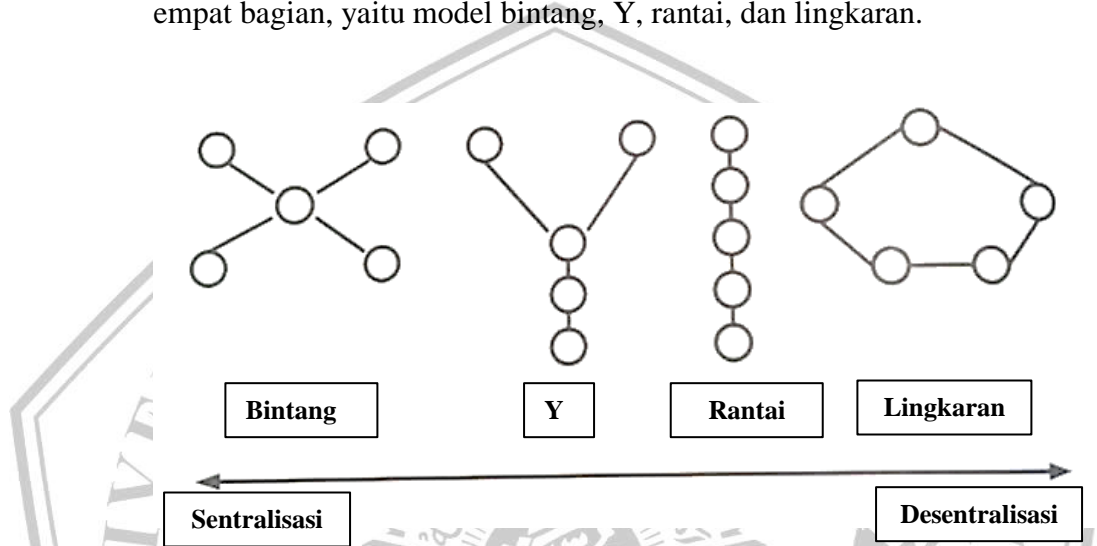 empat bagian, yaitu model bintang, Y, rantai, dan lingkaran.
Bintang
Y
Rantai
Lingkaran
Sentralisasi
Desentralisasi